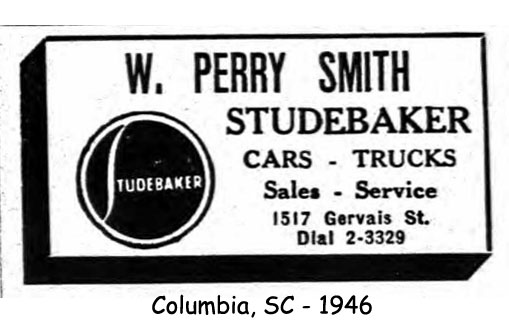 W. PERRY SMITH
STUDEBAKER
CARS - TRUCKS
STUDEBAKER
Sales - Service
1517 Gervais St.
Dial 2-3329
Columbia, SC - 1946